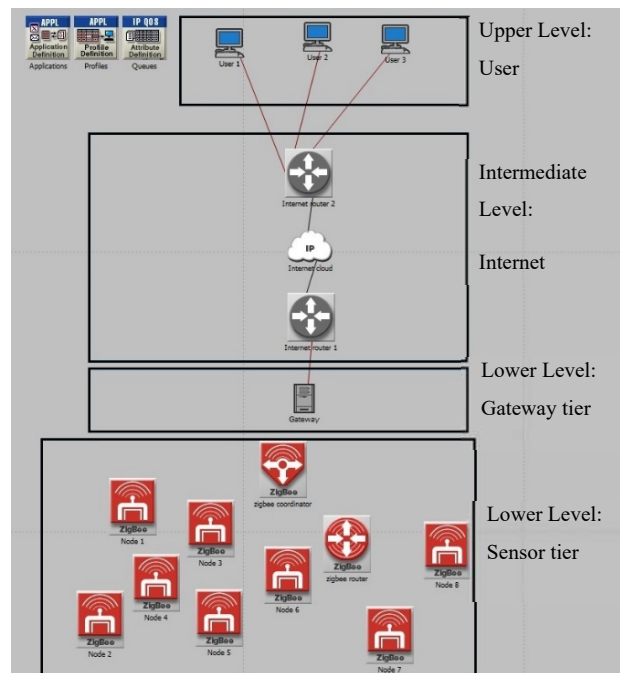 APPL APPL IP QOS
Application Definition Profile Definition Attribute Definition
Applications Profiles Queues
User 1 User 2 User 3
Upper Level:
User
Internet router 2
Intermediate
Level:
IP
Internet cloud
Internet
Internet router 1
Lower Level:
Gateway tier
Gateway
ZigBee
zigbee coordinator
ZigBee
Node 1
ZigBee
Node 3
ZigBee
zigbee router
Lower Level:
Sensor tier
ZigBee
Node 8
ZigBee
Node 4
ZigBee
Node 6
ZigBee
Node 2
ZigBee
Node 5
ZigBee
Node 7